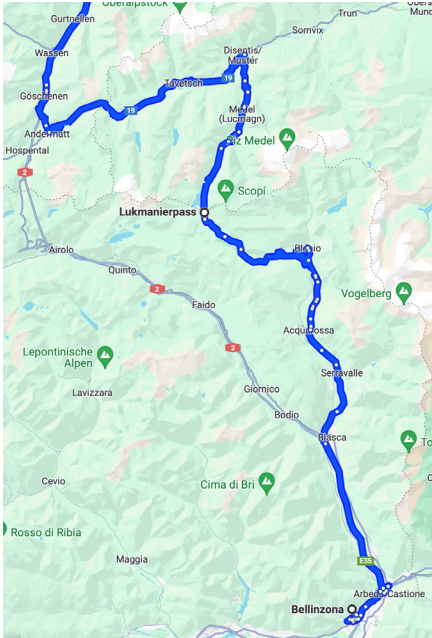 Oberalpstock
Gurtnellen
Trun
Somvix
Wassen
Disentis/
Mustér
Tavetsch
19
Göschenen
19
Medel
(Lucmagn)
Andermatt
Piz Medel
Hospental
2
Scopí
Lukmanierpass
Airolo
Blenio
Quinto
2
Vogelberg
Faido
Acquarossa
2
Lepontinische
Alpen
Serravalle
Lavizzara
Giornico
Bodio
Biasca
To
Cevio
Cima di Bri
Rosso di Ribia
Maggia
E35
Arbedo-Castione
Bellinzona